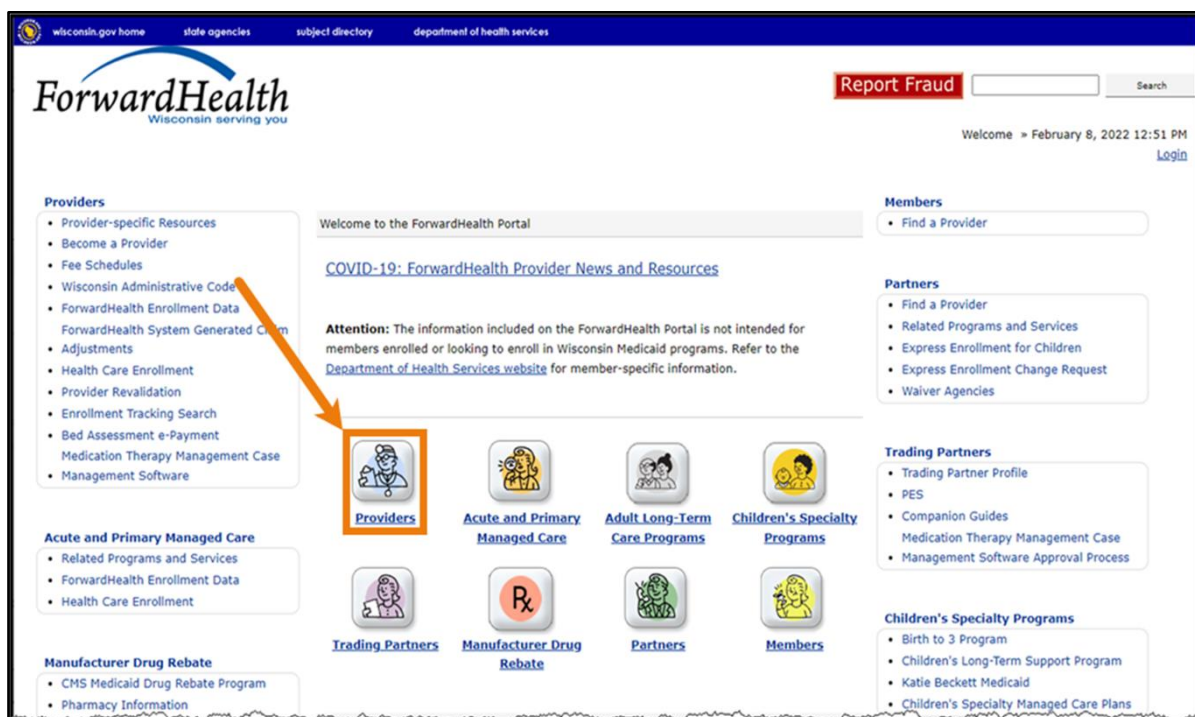 wisconsin.gov home state agencies subject directory department of health services
ForwardHealth
Wisconsin serving you
Report Fraud
Search
Welcome » February 8, 2022 12:51 PM
Login
Providers
Provider-specific Resources
Become a Provider
Fee Schedules
Wisconsin Administrative Code
ForwardHealth Enrollment Data
ForwardHealth System Generated Claim
Adjustments
Health Care Enrollment
Provider Revalidation
Enrollment Tracking Search
Bed Assessment e-Payment
Medication Therapy Management Case
Management Software
Acute and Primary Managed Care
Related Programs and Services
ForwardHealth Enrollment Data
Health Care Enrollment
Manufacturer Drug Rebate
CMS Medicaid Drug Rebate Program
Pharmacy Information
Welcome to the ForwardHealth Portal
COVID-19: ForwardHealth Provider News and Resources
Attention: The information included on the ForwardHealth Portal is not intended for
members enrolled or looking to enroll in Wisconsin Medicaid programs. Refer to the
Department of Health Services website for member-specific information.
Providers
Acute and Primary
Managed Care
Adult Long-Term
Care Programs
Children's Specialty
Programs
Rx
Trading Partners
Manufacturer Drug
Rebate
Partners
Members
Members
Find a Provider
Partners
Find a Provider
Related Programs and Services
Express Enrollment for Children
Express Enrollment Change Request
Waiver Agencies
Trading Partners
Trading Partner Profile
PES
Companion Guides
Medication Therapy Management Case
Management Software Approval Process
Children's Specialty Programs
Birth to 3 Program
Children's Long-Term Support Program
Katie Beckett Medicaid
Children's Specialty Managed Care Plans